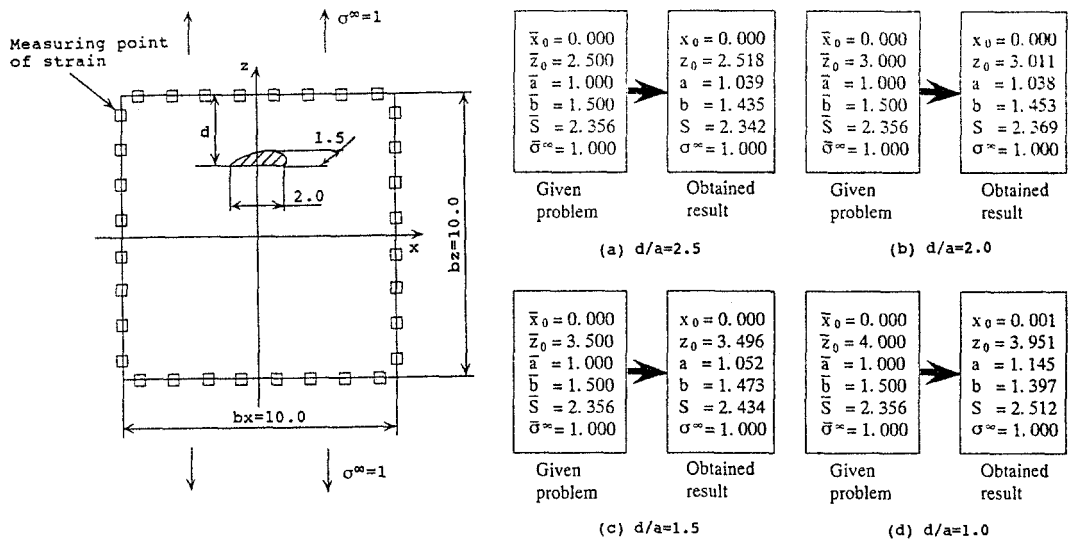 σ∞=1
Measuring point
of strain
z
d
1.5
2.0
x
bz=10.0
bx=10.0
σ∞=1
x̅₀ = 0.000
z̅₀ = 2.500
a̅ = 1.000
b̅ = 1.500
S̅ = 2.356
σ̅∞ = 1.000
Given
problem
x₀ = 0.000
z₀ = 2.518
a = 1.039
b = 1.435
S = 2.342
σ∞ = 1.000
Obtained
result
(a) d/a=2.5
x̅₀ = 0.000
z̅₀ = 3.000
a̅ = 1.000
b̅ = 1.500
S̅ = 2.356
σ̅∞ = 1.000
Given
problem
x₀ = 0.000
z₀ = 3.011
a = 1.038
b = 1.453
S = 2.369
σ∞ = 1.000
Obtained
result
(b) d/a=2.0
x̅₀ = 0.000
z̅₀ = 3.500
a̅ = 1.000
b̅ = 1.500
S̅ = 2.356
σ̅∞ = 1.000
Given
problem
x₀ = 0.000
z₀ = 3.496
a = 1.052
b = 1.473
S = 2.434
σ∞ = 1.000
Obtained
result
(c) d/a=1.5
x̅₀ = 0.000
z̅₀ = 4.000
a̅ = 1.000
b̅ = 1.500
S̅ = 2.356
σ̅∞ = 1.000
Given
problem
x₀ = 0.001
z₀ = 3.951
a = 1.145
b = 1.397
S = 2.512
σ∞ = 1.000
Obtained
result
(d) d/a=1.0